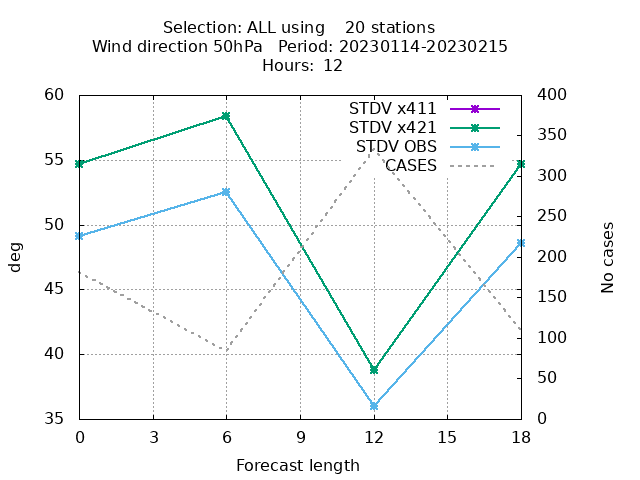 Selection: ALL using    20 stations
Wind direction 50hPa   Period: 20230114-20230215
Hours:  12
60
55
50
45
40
35
deg
STDV x411
STDV x421
STDV OBS
CASES
400
350
300
250
200
150
100
50
0
No cases
0 3 6 9 12 15 18
Forecast length